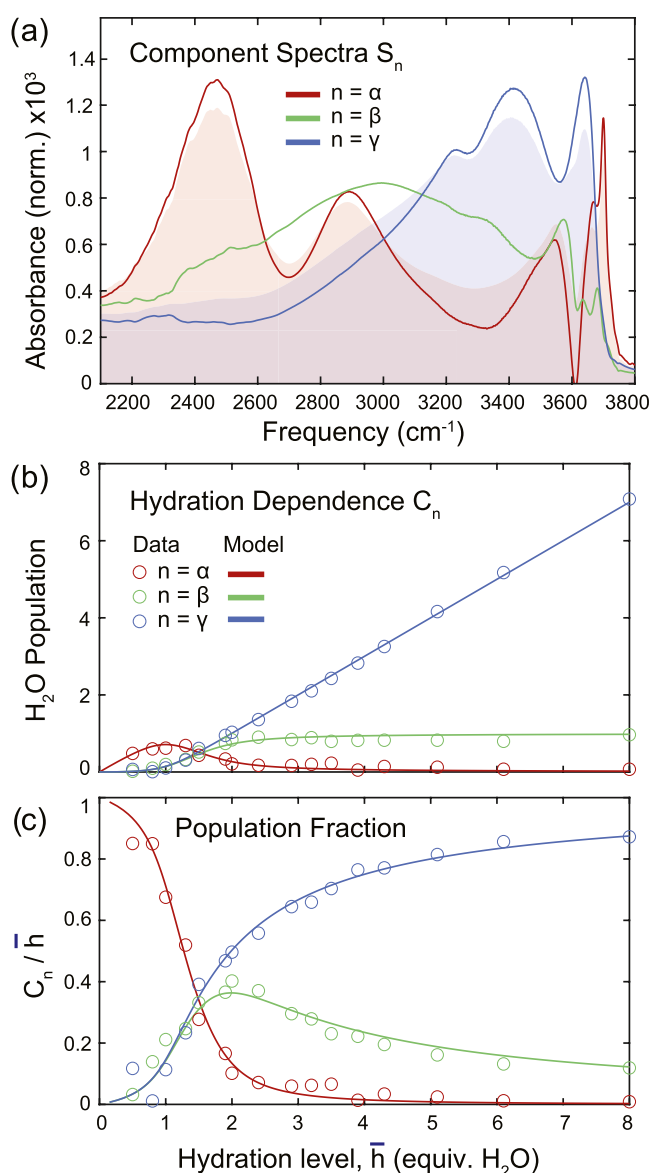 (a)
Component Spectra Sₙ
n = α
n = β
n = γ
Absorbance (norm.) x10³
1.4
1.2
1
0.8
0.6
0.4
0.2
0
2200 2400 2600 2800 3000 3200 3400 3600 3800
Frequency (cm⁻¹)
(b)
Hydration Dependence Cₙ
Data Model
n = α
n = β
n = γ
H₂O Population
8
6
4
2
0
(c)
Population Fraction
Cₙ / h̅
1
0.8
0.6
0.4
0.2
0
0 1 2 3 4 5 6 7 8
Hydration level, h̅ (equiv. H₂O)